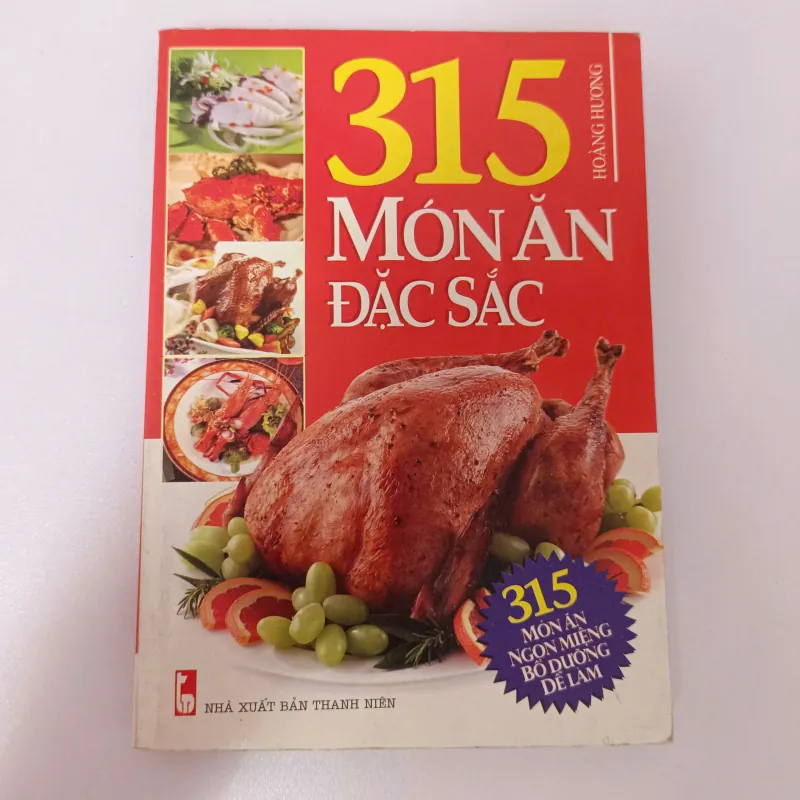 315
MÓN ĂN
ĐẶC SẮC
HOÀNG HƯƠNG
315
MÓN ĂN
NGON MIỆNG
BỔ DƯỠNG
DỄ LÀM
NHÀ XUẤT BẢN THANH NIÊN